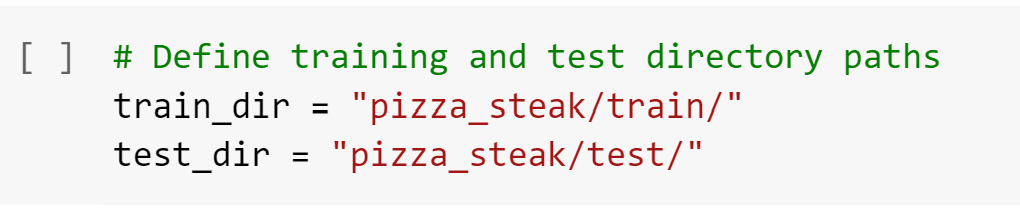 [ ] # Define training and test directory paths
train_dir = "pizza_steak/train/"
test_dir = "pizza_steak/test/"